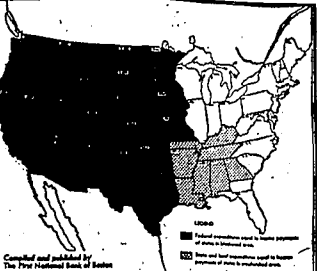 Compiled and published by
The First National Bank of Boston
LEGEND
Federal expenditures equal to income payments
of states in blackened area.
State and local expenditures equal to income
payments of states in crosshatched area.